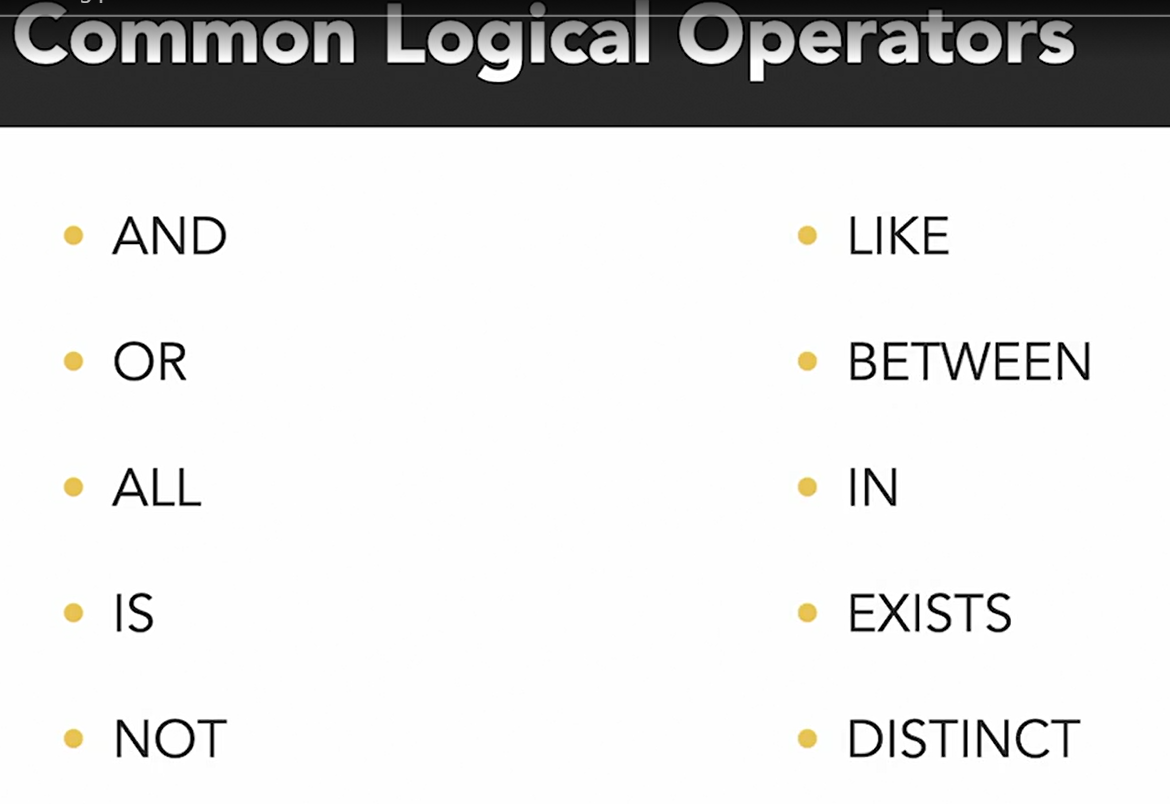 Common Logical Operators
AND
OR
ALL
IS
NOT
LIKE
BETWEEN
IN
EXISTS
DISTINCT